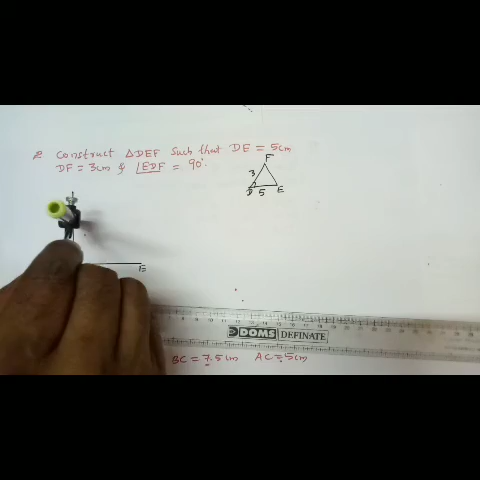 2. Construct △DEF such that DE = 5cm
DF = 3cm & ∠EDF = 90°.
F
3
D 5 E
E
DOMS DEFINATE
BC = 7.5cm AC = 5cm